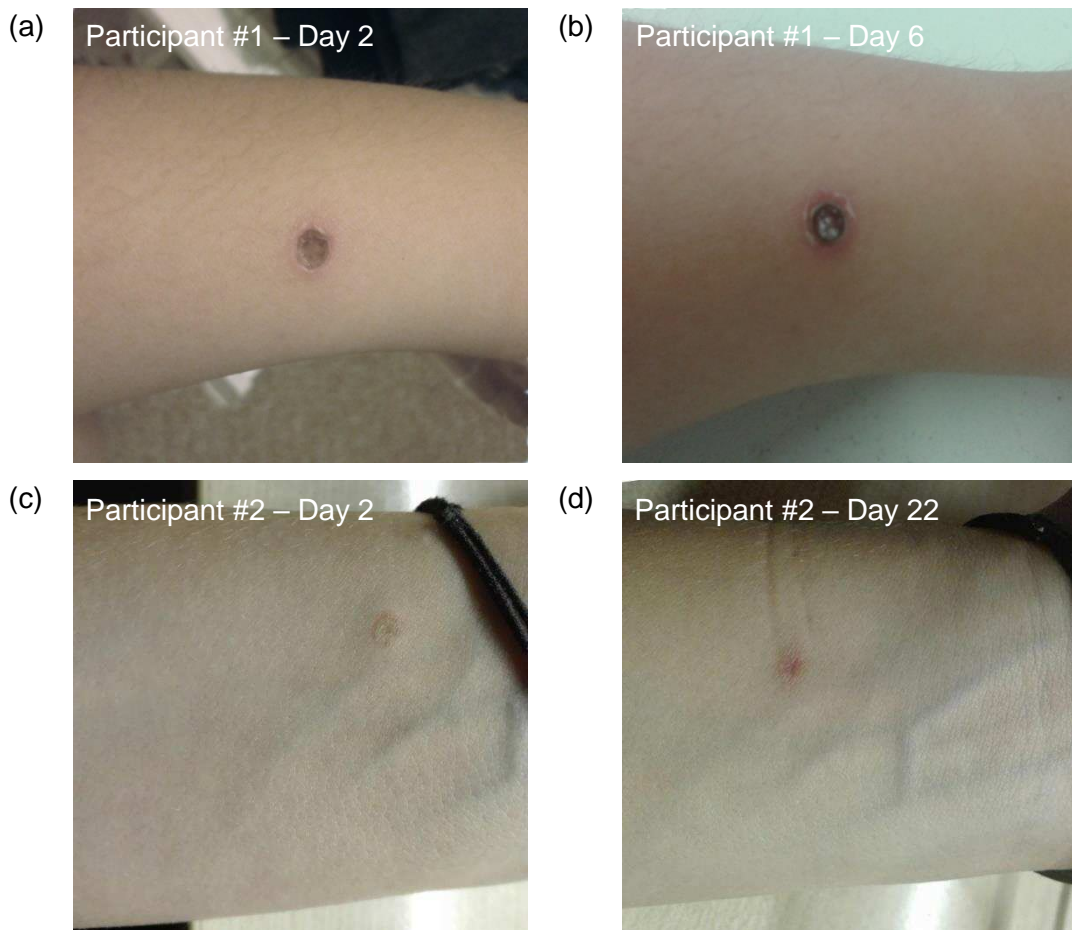 (a)
Participant #1 – Day 2
(b)
Participant #1 – Day 6
(c)
Participant #2 – Day 2
(d)
Participant #2 – Day 22